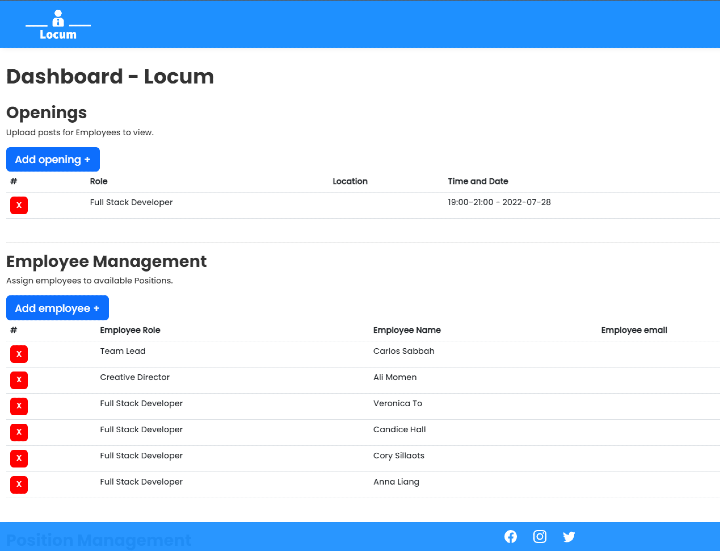 Locum
Dashboard - Locum
Openings
Upload posts for Employees to view.
Add opening +
# Role Location Time and Date
X Full Stack Developer 19:00-21:00 - 2022-07-28
Employee Management
Assign employees to available Positions.
Add employee +
# Employee Role Employee Name Employee email
X Team Lead Carlos Sabbah
X Creative Director Ali Momen
X Full Stack Developer Veronica To
X Full Stack Developer Candice Hall
X Full Stack Developer Cory Sillaots
X Full Stack Developer Anna Liang
Position Management